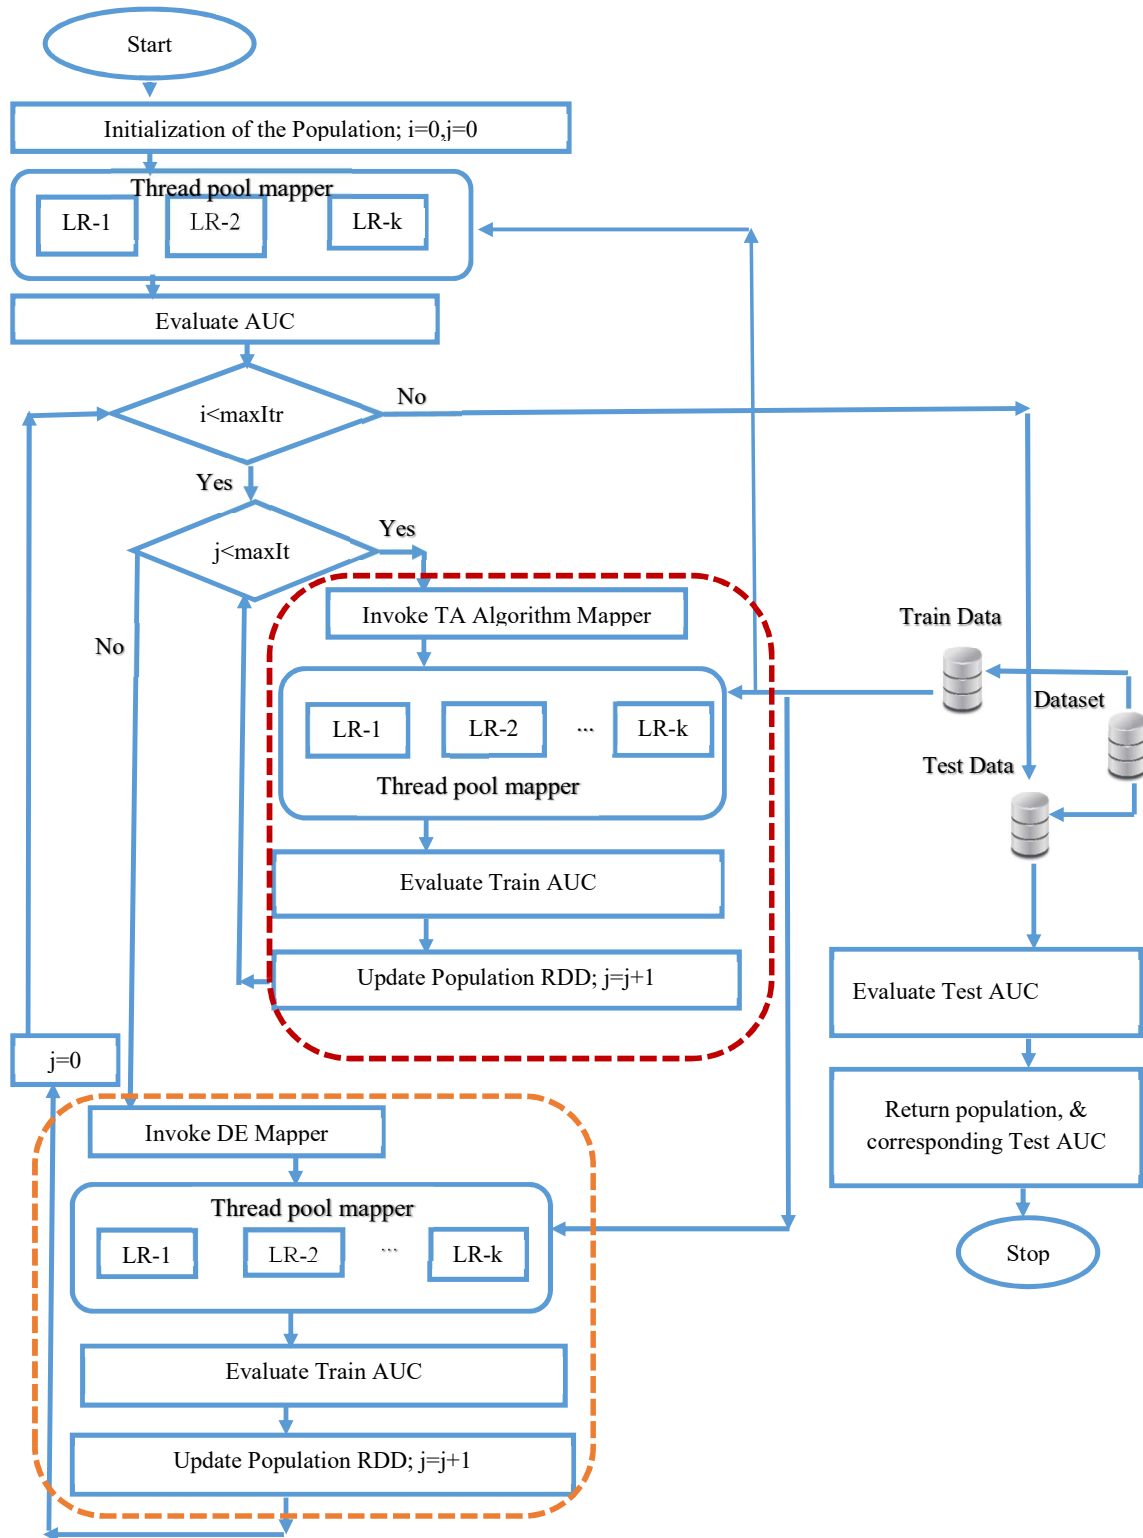 Start
Initialization of the Population; i=0,j=0
Thread pool mapper
LR-1
LR-2
LR-k
Evaluate AUC
i<maxItr
No
Yes
j<maxIt
Yes
No
Invoke TA Algorithm Mapper
LR-1
LR-2
...
LR-k
Thread pool mapper
Evaluate Train AUC
Update Population RDD; j=j+1
Train Data
Dataset
Test Data
Evaluate Test AUC
Return population, &
corresponding Test AUC
Stop
j=0
Invoke DE Mapper
Thread pool mapper
LR-1
LR-2
...
LR-k
Evaluate Train AUC
Update Population RDD; j=j+1